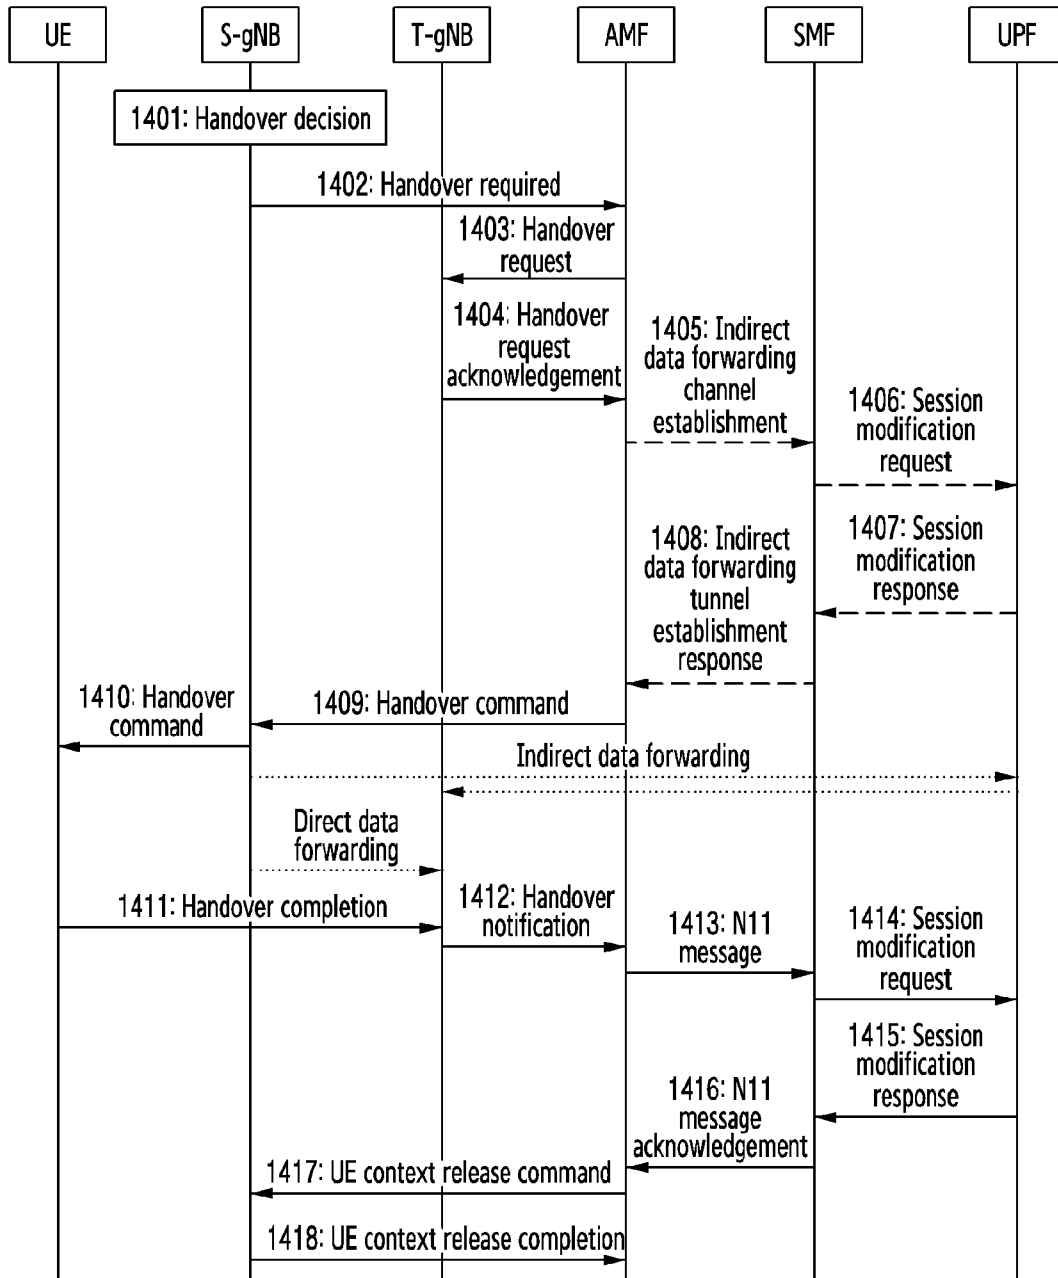 UE
S-gNB
T-gNB
AMF
SMF
UPF
1401: Handover decision
1402: Handover required
1403: Handover
request
1404: Handover
request
acknowledgement
1405: Indirect
data forwarding
channel
establishment
1406: Session
modification
request
1407: Session
modification
response
1408: Indirect
data forwarding
tunnel
establishment
response
1409: Handover command
1410: Handover
command
Indirect data forwarding
Direct data
forwarding
1411: Handover completion
1412: Handover
notification
1413: N11
message
1414: Session
modification
request
1415: Session
modification
response
1416: N11
message
acknowledgement
1417: UE context release command
1418: UE context release completion